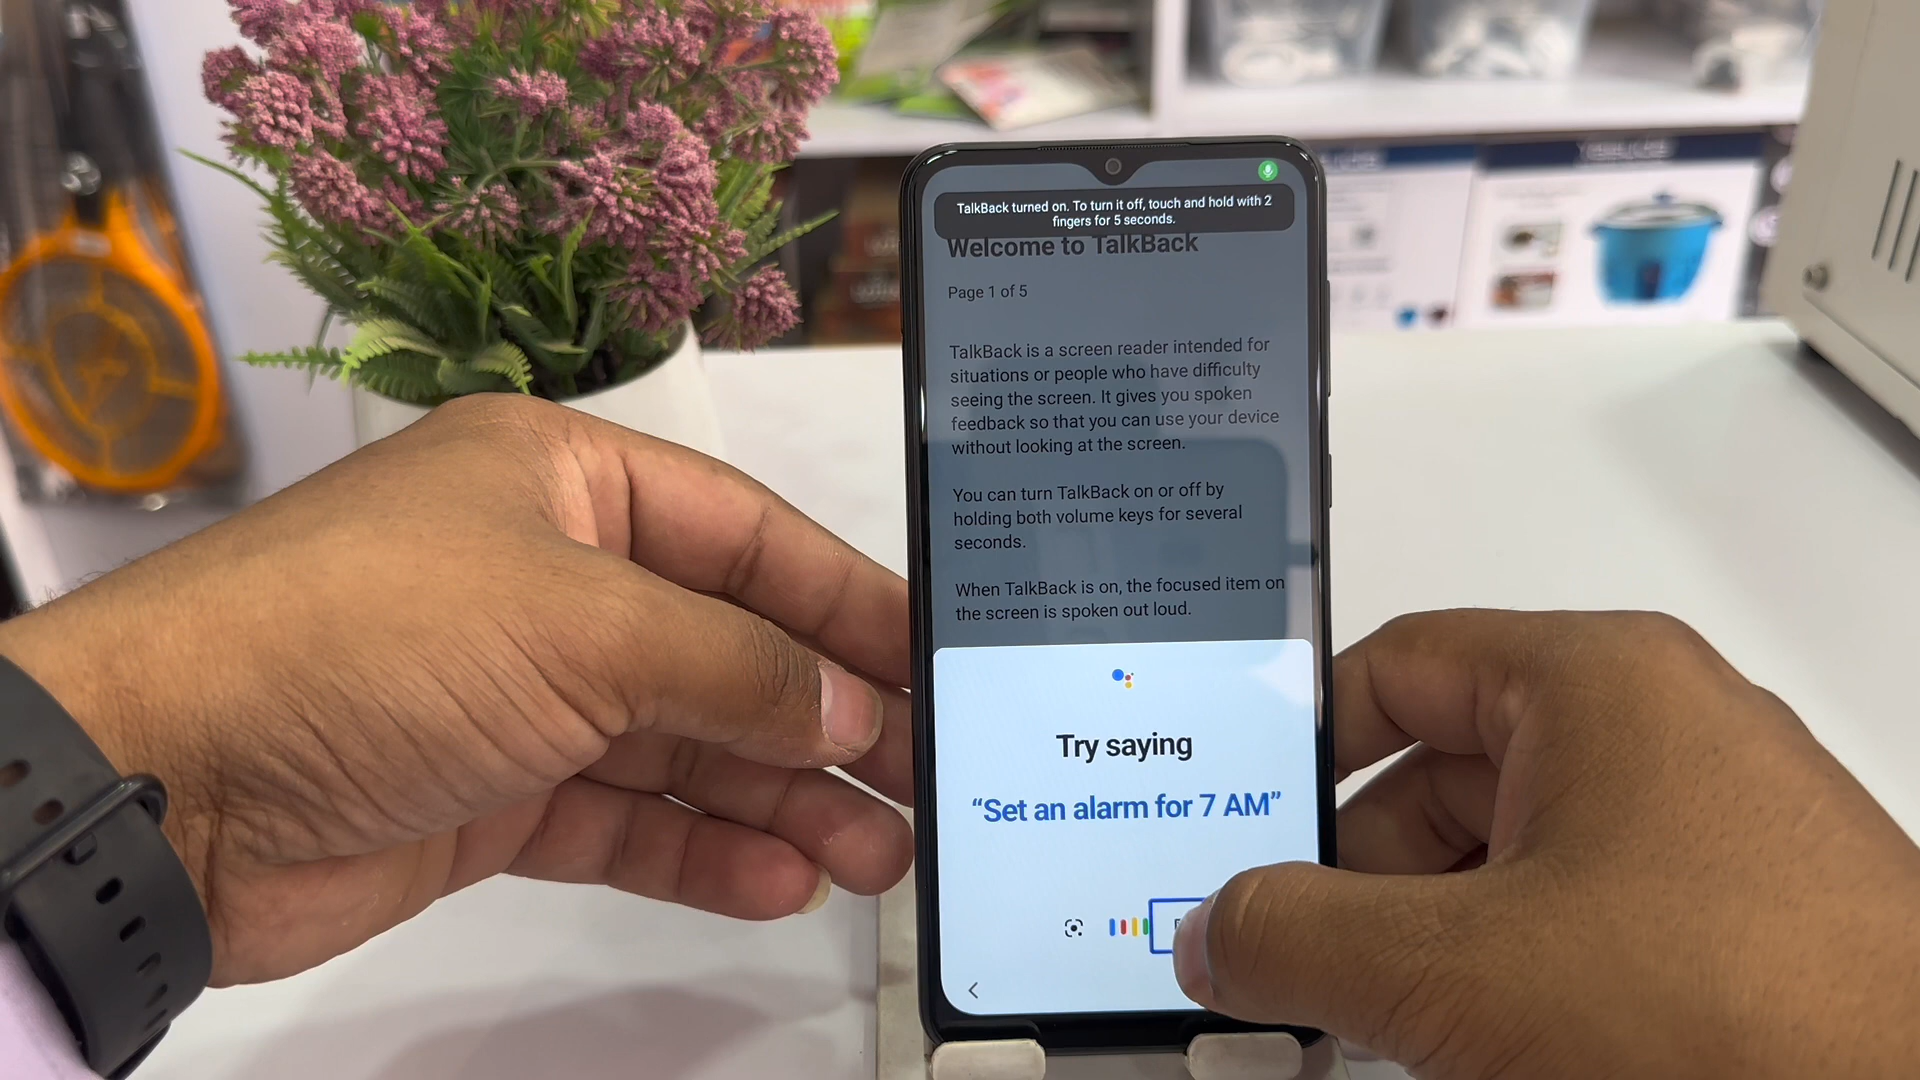 TalkBack turned on. To turn it off, touch and hold with 2
fingers for 5 seconds.
Welcome to TalkBack
Page 1 of 5
TalkBack is a screen reader intended for
situations or people who have difficulty
seeing the screen. It gives you spoken
feedback so that you can use your device
without looking at the screen.
You can turn TalkBack on or off by
holding both volume keys for several
seconds.
When TalkBack is on, the focused item on
the screen is spoken out loud.
Try saying
“Set an alarm for 7 AM”